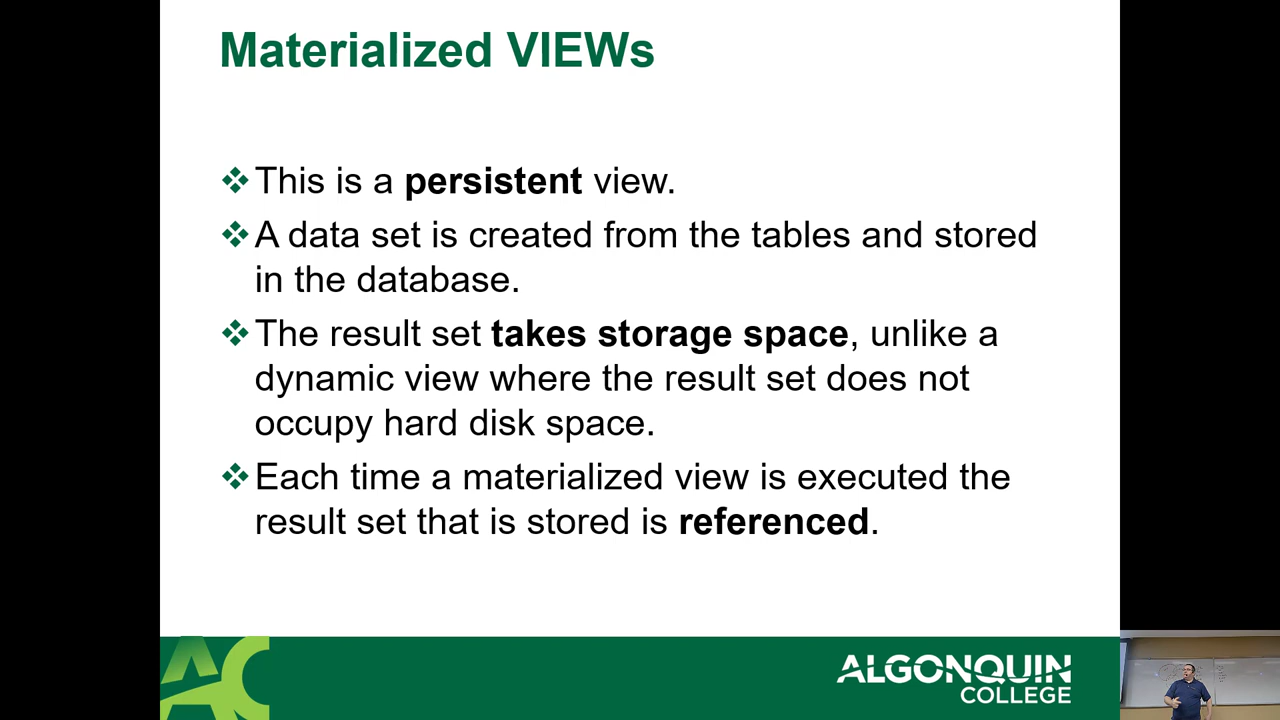 Materialized VIEWs
❖ This is a persistent view.
❖ A data set is created from the tables and stored
in the database.
❖ The result set takes storage space, unlike a
dynamic view where the result set does not
occupy hard disk space.
❖ Each time a materialized view is executed the
result set that is stored is referenced.
AC
ALGONQUIN
COLLEGE